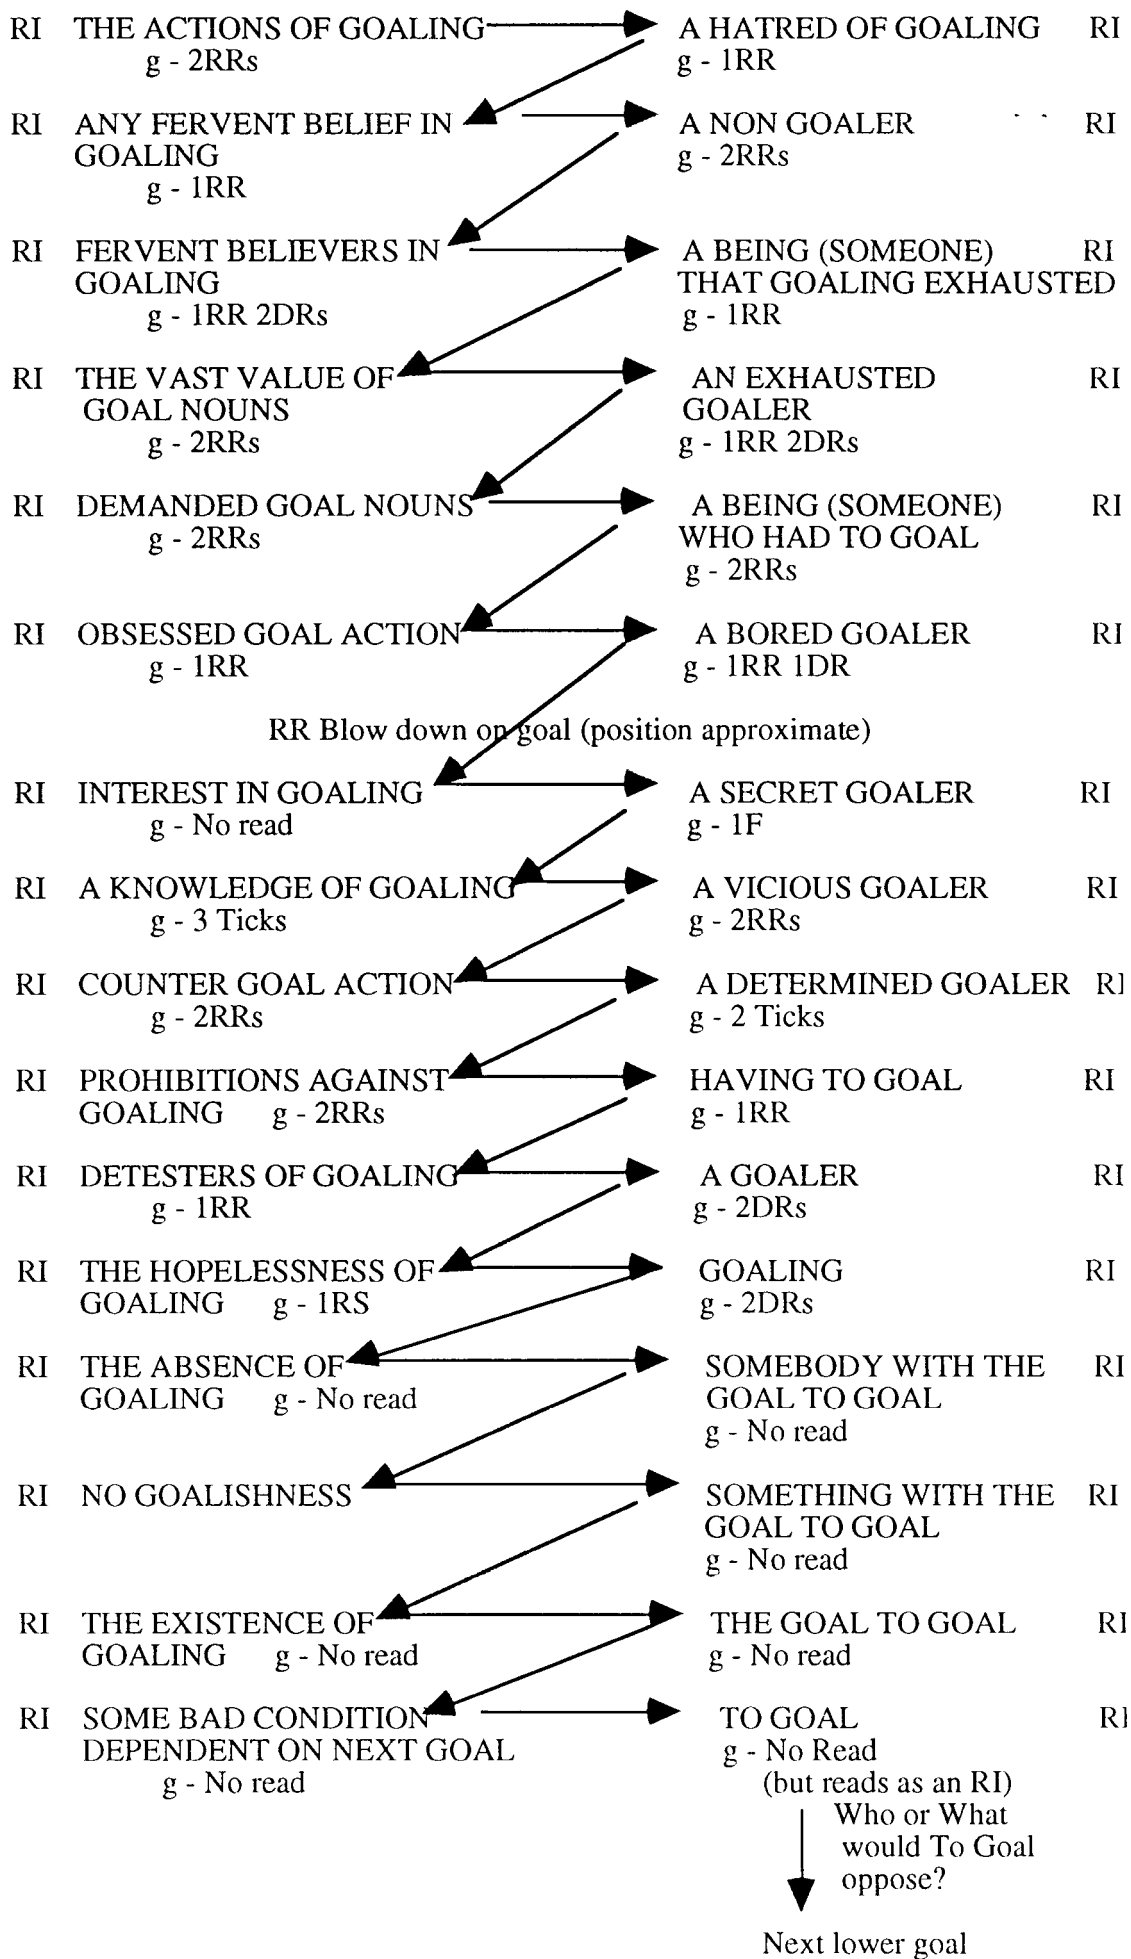 RI THE ACTIONS OF GOALING A HATRED OF GOALING RI
g - 2RRs g - 1RR
RI ANY FERVENT BELIEF IN A NON GOALER RI
GOALING g - 2RRs
g - 1RR
RI FERVENT BELIEVERS IN A BEING (SOMEONE) RI
GOALING THAT GOALING EXHAUSTED
g - 1RR 2DRs g - 1RR
RI THE VAST VALUE OF AN EXHAUSTED RI
GOAL NOUNS GOALER
g - 2RRs g - 1RR 2DRs
RI DEMANDED GOAL NOUNS A BEING (SOMEONE) RI
g - 2RRs WHO HAD TO GOAL
g - 2RRs
RI OBSESSED GOAL ACTION A BORED GOALER RI
g - 1RR g - 1RR 1DR
RR Blow down on goal (position approximate)
RI INTEREST IN GOALING A SECRET GOALER RI
g - No read g - 1F
RI A KNOWLEDGE OF GOALING A VICIOUS GOALER RI
g - 3 Ticks g - 2RRs
RI COUNTER GOAL ACTION A DETERMINED GOALER RI
g - 2RRs g - 2 Ticks
RI PROHIBITIONS AGAINST HAVING TO GOAL RI
GOALING g - 2RRs g - 1RR
RI DETESTERS OF GOALING A GOALER RI
g - 1RR g - 2DRs
RI THE HOPELESSNESS OF GOALING RI
GOALING g - 1RS g - 2DRs
RI THE ABSENCE OF SOMEBODY WITH THE RI
GOALING g - No read GOAL TO GOAL
g - No read
RI NO GOALISHNESS SOMETHING WITH THE RI
GOAL TO GOAL
g - No read
RI THE EXISTENCE OF THE GOAL TO GOAL RI
GOALING g - No read g - No read
RI SOME BAD CONDITION TO GOAL RI
DEPENDENT ON NEXT GOAL g - No Read
g - No read (but reads as an RI)
Who or What
would To Goal
oppose?
Next lower goal